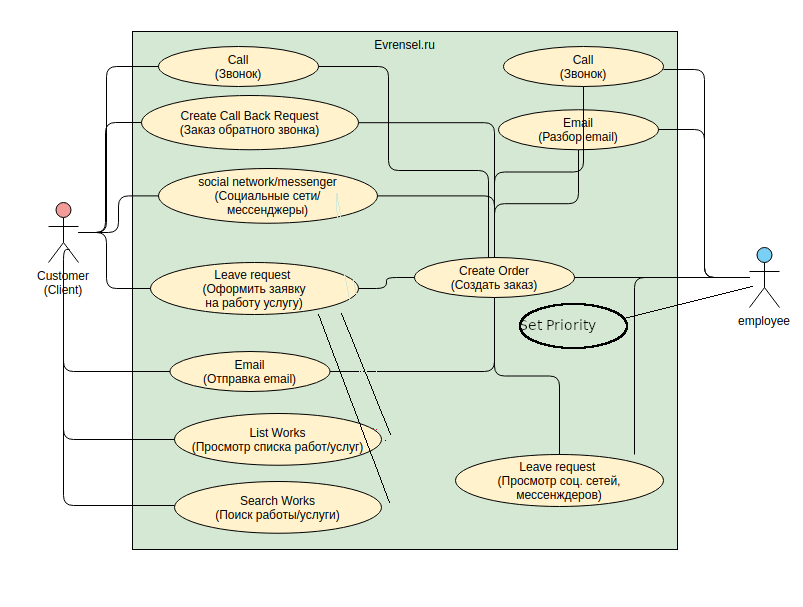 Evrensel.ru
Call
(Звонок)
Create Call Back Request
(Заказ обратного звонка)
social network/messenger
(Социальные сети/
мессенджеры)
Leave request
(Оформить заявку
на работу услугу)
Email
(Отправка email)
List Works
(Просмотр списка работ/услуг)
Search Works
(Поиск работы/услуги)
Customer
(Client)
Call
(Звонок)
Email
(Разбор email)
Create Order
(Создать заказ)
Set Priority
Leave request
(Просмотр соц. сетей,
мессенждеров)
employee